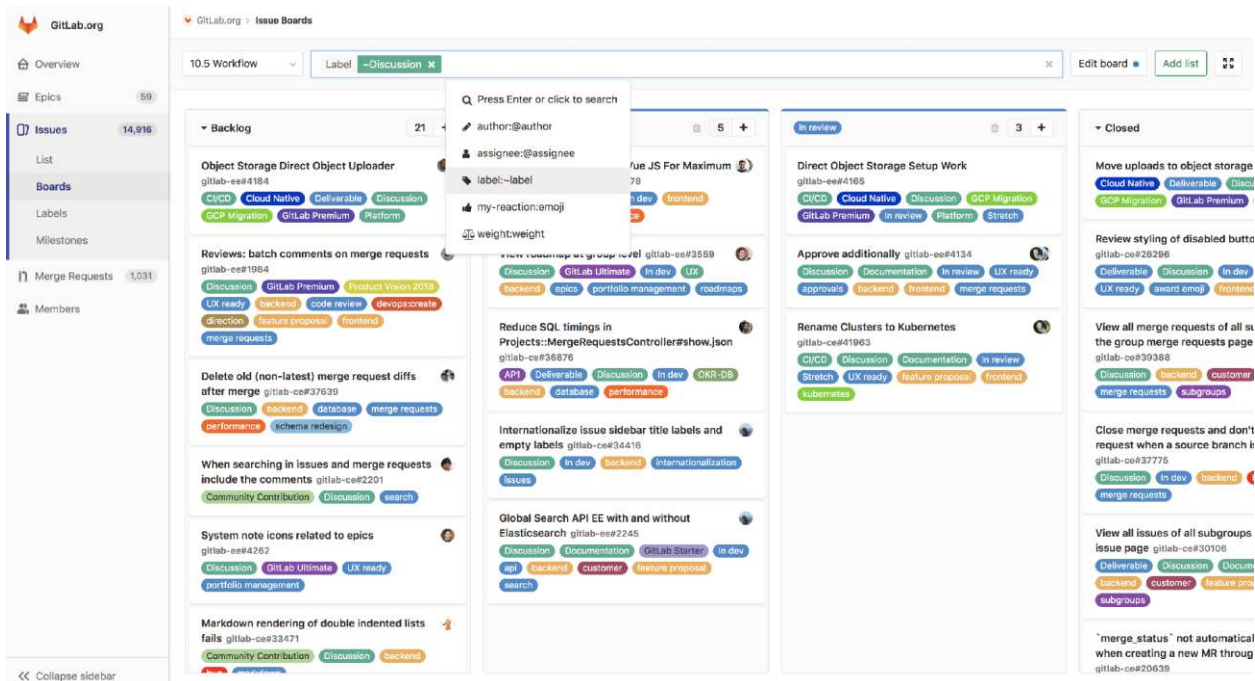 GitLab.org
Overview
Epics 59
Issues 14,916
List
Boards
Labels
Milestones
Merge Requests 1,031
Members
Collapse sidebar
GitLab.org > Issue Boards
10.5 Workflow
Label ~Discussion
Edit board
Add list
Press Enter or click to search
author:@author
assignee:@assignee
label:~label
my-reaction:emoji
weight:weight
Backlog 21
Object Storage Direct Object Uploader
gitlab-ee#4184
CI/CD Cloud Native Deliverable Discussion
GCP Migration GitLab Premium Platform
Reviews: batch comments on merge requests
gitlab-ee#1984
Discussion GitLab Premium Product Vision 2018
UX ready backend code review devops:create
direction feature proposal frontend
merge requests
Delete old (non-latest) merge request diffs
after merge gitlab-ce#37639
Discussion backend database merge requests
performance schema redesign
When searching in issues and merge requests
include the comments gitlab-ce#2201
Community Contribution Discussion search
System note icons related to epics
gitlab-ee#4262
Discussion GitLab Ultimate UX ready
portfolio management
Markdown rendering of double indented lists
fails gitlab-ce#33471
Community Contribution Discussion backend
5
JS For Maximum
78
dev frontend
View roadmap at group level gitlab-ee#3559
Discussion GitLab Ultimate In dev UX
backend epics portfolio management roadmaps
Reduce SQL timings in
Projects::MergeRequestsController#show.json
gitlab-ce#36876
API Deliverable Discussion In dev OKR-DB
backend database performance
Internationalize issue sidebar title labels and
empty labels gitlab-ce#34416
Discussion In dev backend internationalization
issues
Global Search API EE with and without
Elasticsearch gitlab-ee#2245
Discussion Documentation GitLab Starter In dev
api backend customer feature proposal
search
In review 3
Direct Object Storage Setup Work
gitlab-ee#4165
CI/CD Cloud Native Discussion GCP Migration
GitLab Premium In review Platform Stretch
Approve additionally gitlab-ee#4134
Discussion Documentation In review UX ready
approvals backend frontend merge requests
Rename Clusters to Kubernetes
gitlab-ce#41963
CI/CD Discussion Documentation In review
Stretch UX ready feature proposal frontend
kubernetes
Closed
Move uploads to object storage
Cloud Native Deliverable
GCP Migration GitLab Premium
Review styling of disabled
gitlab-ce#26296
Deliverable Discussion In dev
UX ready award emoji frontend
View all merge requests of all
the group merge requests page
gitlab-ce#39388
Discussion backend customer
merge requests subgroups
Close merge requests and don't
request when a source branch
gitlab-ce#37775
Discussion In dev backend
merge requests
View all issues of all subgroups
issue page gitlab-ce#30106
Deliverable Discussion
backend customer feature
subgroups
`merge_status` not
when creating a new MR
gitlab-ce#20639